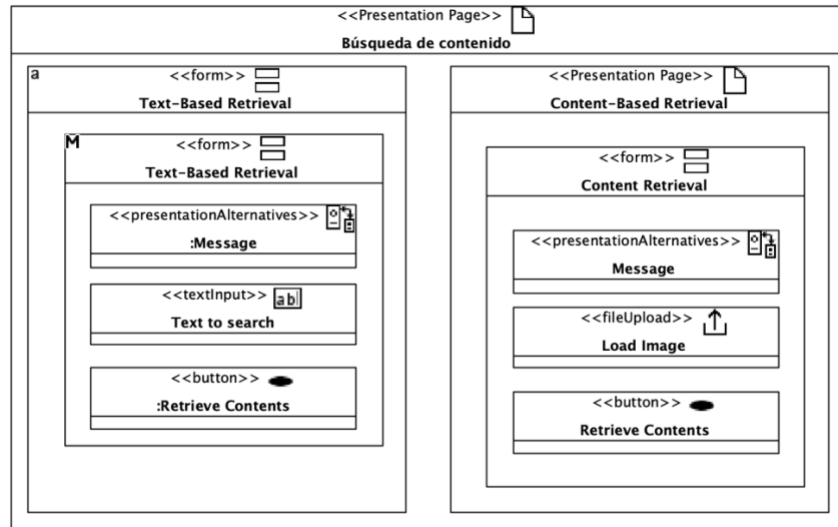 <<Presentation Page>>
Búsqueda de contenido
a
<<form>>
Text-Based Retrieval
M
<<form>>
Text-Based Retrieval
<<presentationAlternatives>>
:Message
<<textInput>> ab
Text to search
<<button>>
:Retrieve Contents
<<Presentation Page>>
Content-Based Retrieval
<<form>>
Content Retrieval
<<presentationAlternatives>>
Message
<<fileUpload>>
Load Image
<<button>>
Retrieve Contents